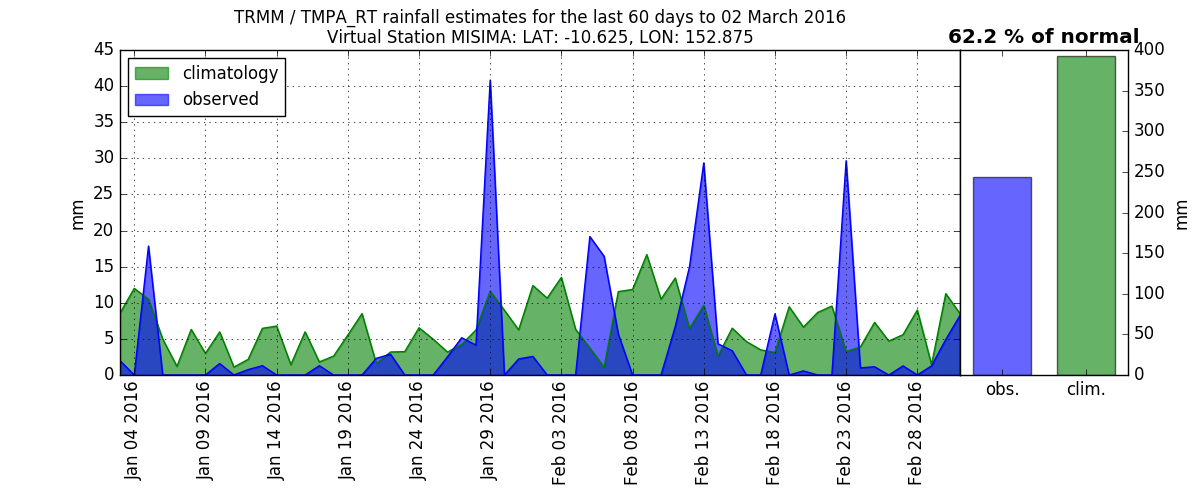 TRMM / TMPA_RT rainfall estimates for the last 60 days to 02 March 2016
Virtual Station MISIMA: LAT: -10.625, LON: 152.875
62.2 % of normal
climatology
observed
45
40
35
30
25
20
15
10
5
0
mm
Jan 04 2016
Jan 09 2016
Jan 14 2016
Jan 19 2016
Jan 24 2016
Jan 29 2016
Feb 03 2016
Feb 08 2016
Feb 13 2016
Feb 18 2016
Feb 23 2016
Feb 28 2016
400
350
300
250
200
150
100
50
0
mm
obs.
clim.